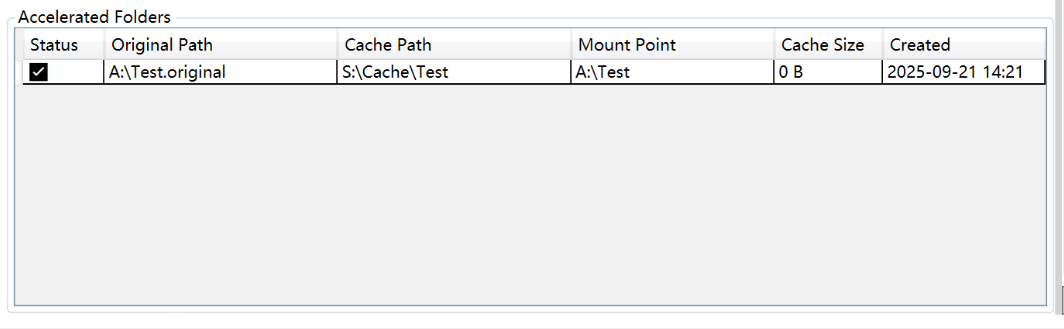 Accelerated Folders
Status Original Path Cache Path Mount Point Cache Size Created
A:\Test.original S:\Cache\Test A:\Test 0 B 2025-09-21 14:21